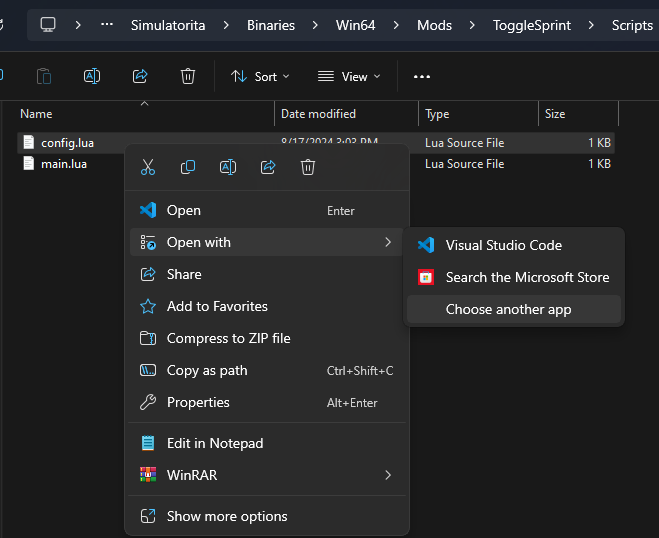 ··· Simulatorita > Binaries > Win64 > Mods > ToggleSprint > Scripts
Sort View ···
Name Date modified Type Size
config.lua 8/17/2024 3:03 PM Lua Source File 1 KB
main.lua Lua Source File 1 KB
Open Enter
Open with
Visual Studio Code
Share
Search the Microsoft Store
Add to Favorites
Choose another app
Compress to ZIP file
Copy as path Ctrl+Shift+C
Properties Alt+Enter
Edit in Notepad
WinRAR
Show more options